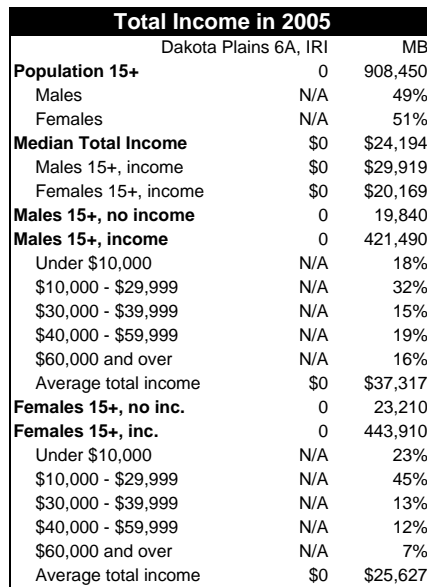 Total Income in 2005
Dakota Plains 6A, IRI MB
Population 15+ 0 908,450
Males N/A 49%
Females N/A 51%
Median Total Income $0 $24,194
Males 15+, income $0 $29,919
Females 15+, income $0 $20,169
Males 15+, no income 0 19,840
Males 15+, income 0 421,490
Under $10,000 N/A 18%
$10,000 - $29,999 N/A 32%
$30,000 - $39,999 N/A 15%
$40,000 - $59,999 N/A 19%
$60,000 and over N/A 16%
Average total income $0 $37,317
Females 15+, no inc. 0 23,210
Females 15+, inc. 0 443,910
Under $10,000 N/A 23%
$10,000 - $29,999 N/A 45%
$30,000 - $39,999 N/A 13%
$40,000 - $59,999 N/A 12%
$60,000 and over N/A 7%
Average total income $0 $25,627